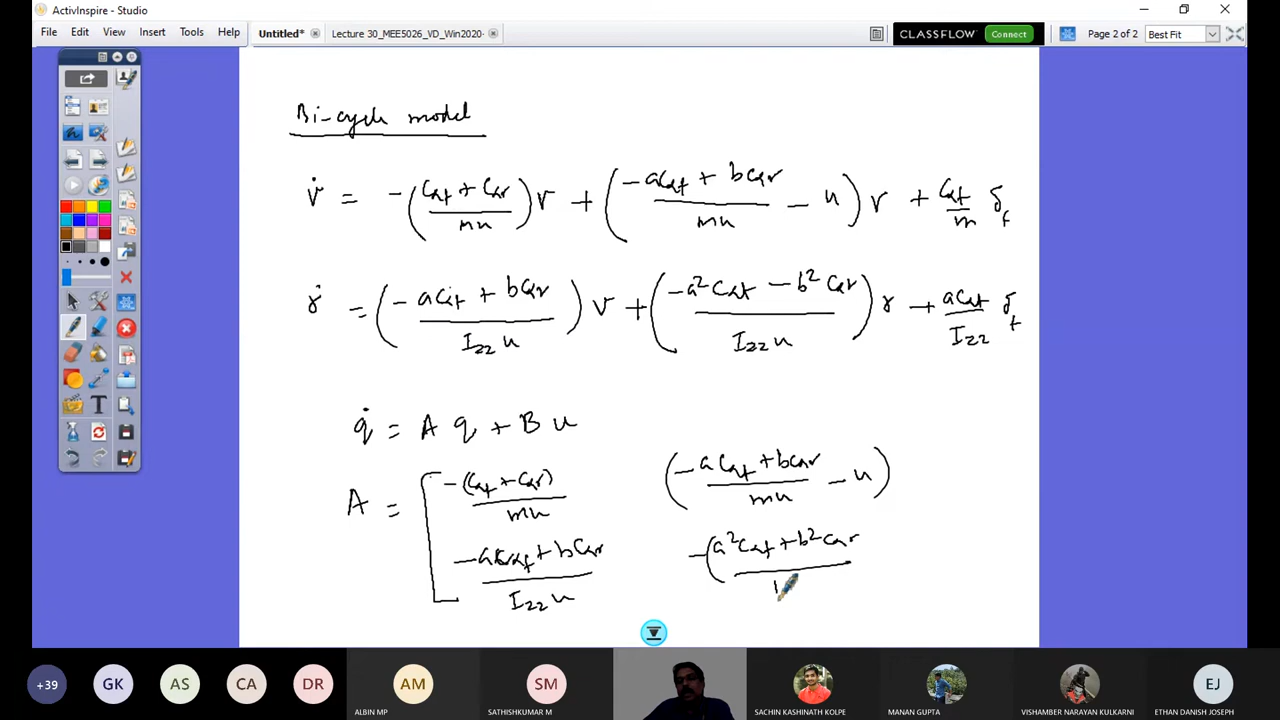 ActivInspire - Studio
File Edit View Insert Tools Help Untitled* Lecture 30_MEE5026_VD_Win2020- CLASSFLOW Connect Page 2 of 2 Best Fit
Bi-cycle model
v̇ = -((Cαf + Cαr)/mu) v + ((-aCαf + bCαr)/mu - u) r + (Cαf/m) δf
ṙ = ((-aCαf + bCαr)/(Izz u)) v + ((-a²Cαf - b²Cαr)/(Izz u)) r + (aCαf/Izz) δf
q̇ = A q + B u
A = [ -(Cαf + Cαr)/mu ((-aCαf + bCαr)/mu - u)
(-aCαf + bCαr)/(Izz u) -(a²Cαf + b²Cαr)/
+39 GK AS CA DR AM SM EJ
ALBIN MP SATHISHKUMAR M SACHIN KASHINATH KOLPE MANAN GUPTA VISHAMBER NARAYAN KULKARNI ETHAN DANISH JOSEPH